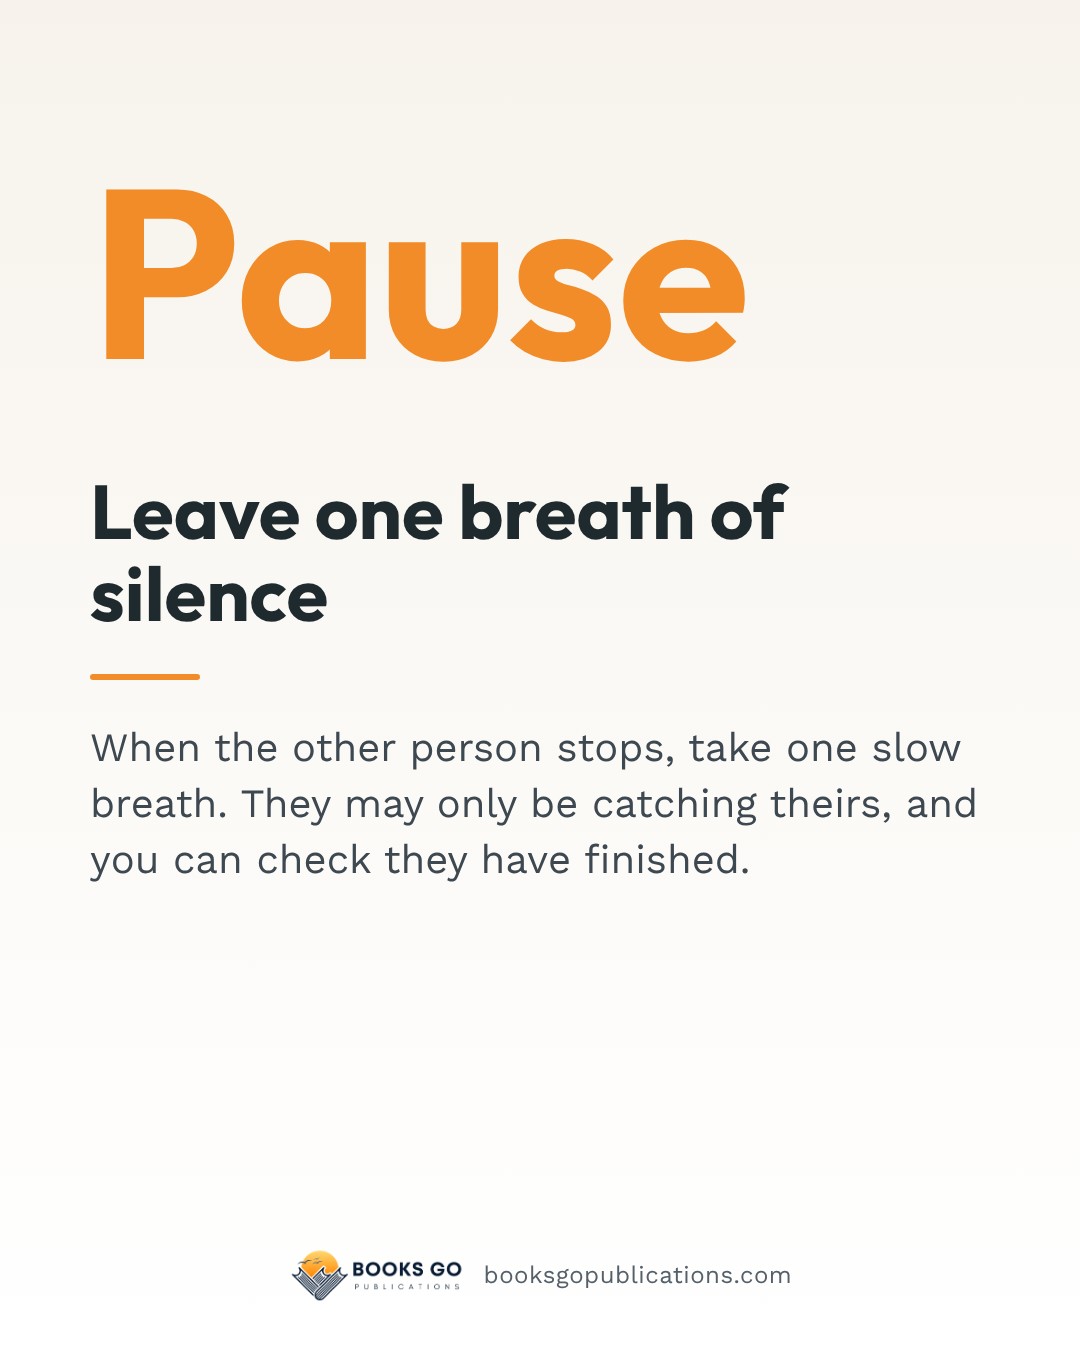 Pause
Leave one breath of
silence
When the other person stops, take one slow
breath. They may only be catching theirs, and
you can check they have finished.
BOOKS GO
PUBLICATIONS
booksgopublications.com